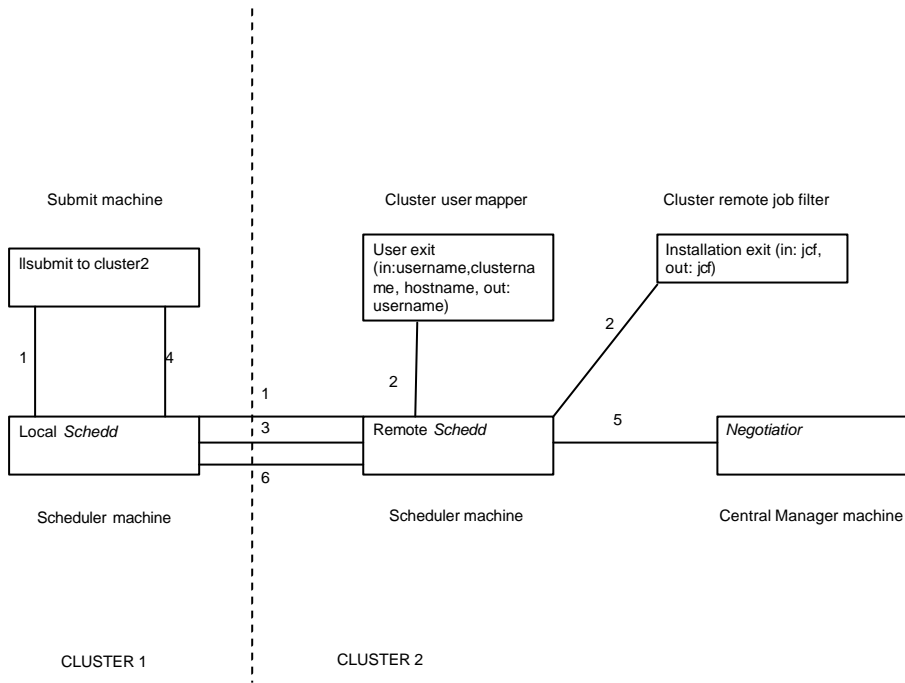 Submit machine
Cluster user mapper
Cluster remote job filter
llsubmit to cluster2
User exit
(in:username,clusterna
me, hostname, out:
username)
Installation exit (in: jcf,
out: jcf)
1
4
2
2
1
3
6
5
Local Schedd
Remote Schedd
Negotiatior
Scheduler machine
Scheduler machine
Central Manager machine
CLUSTER 1
CLUSTER 2